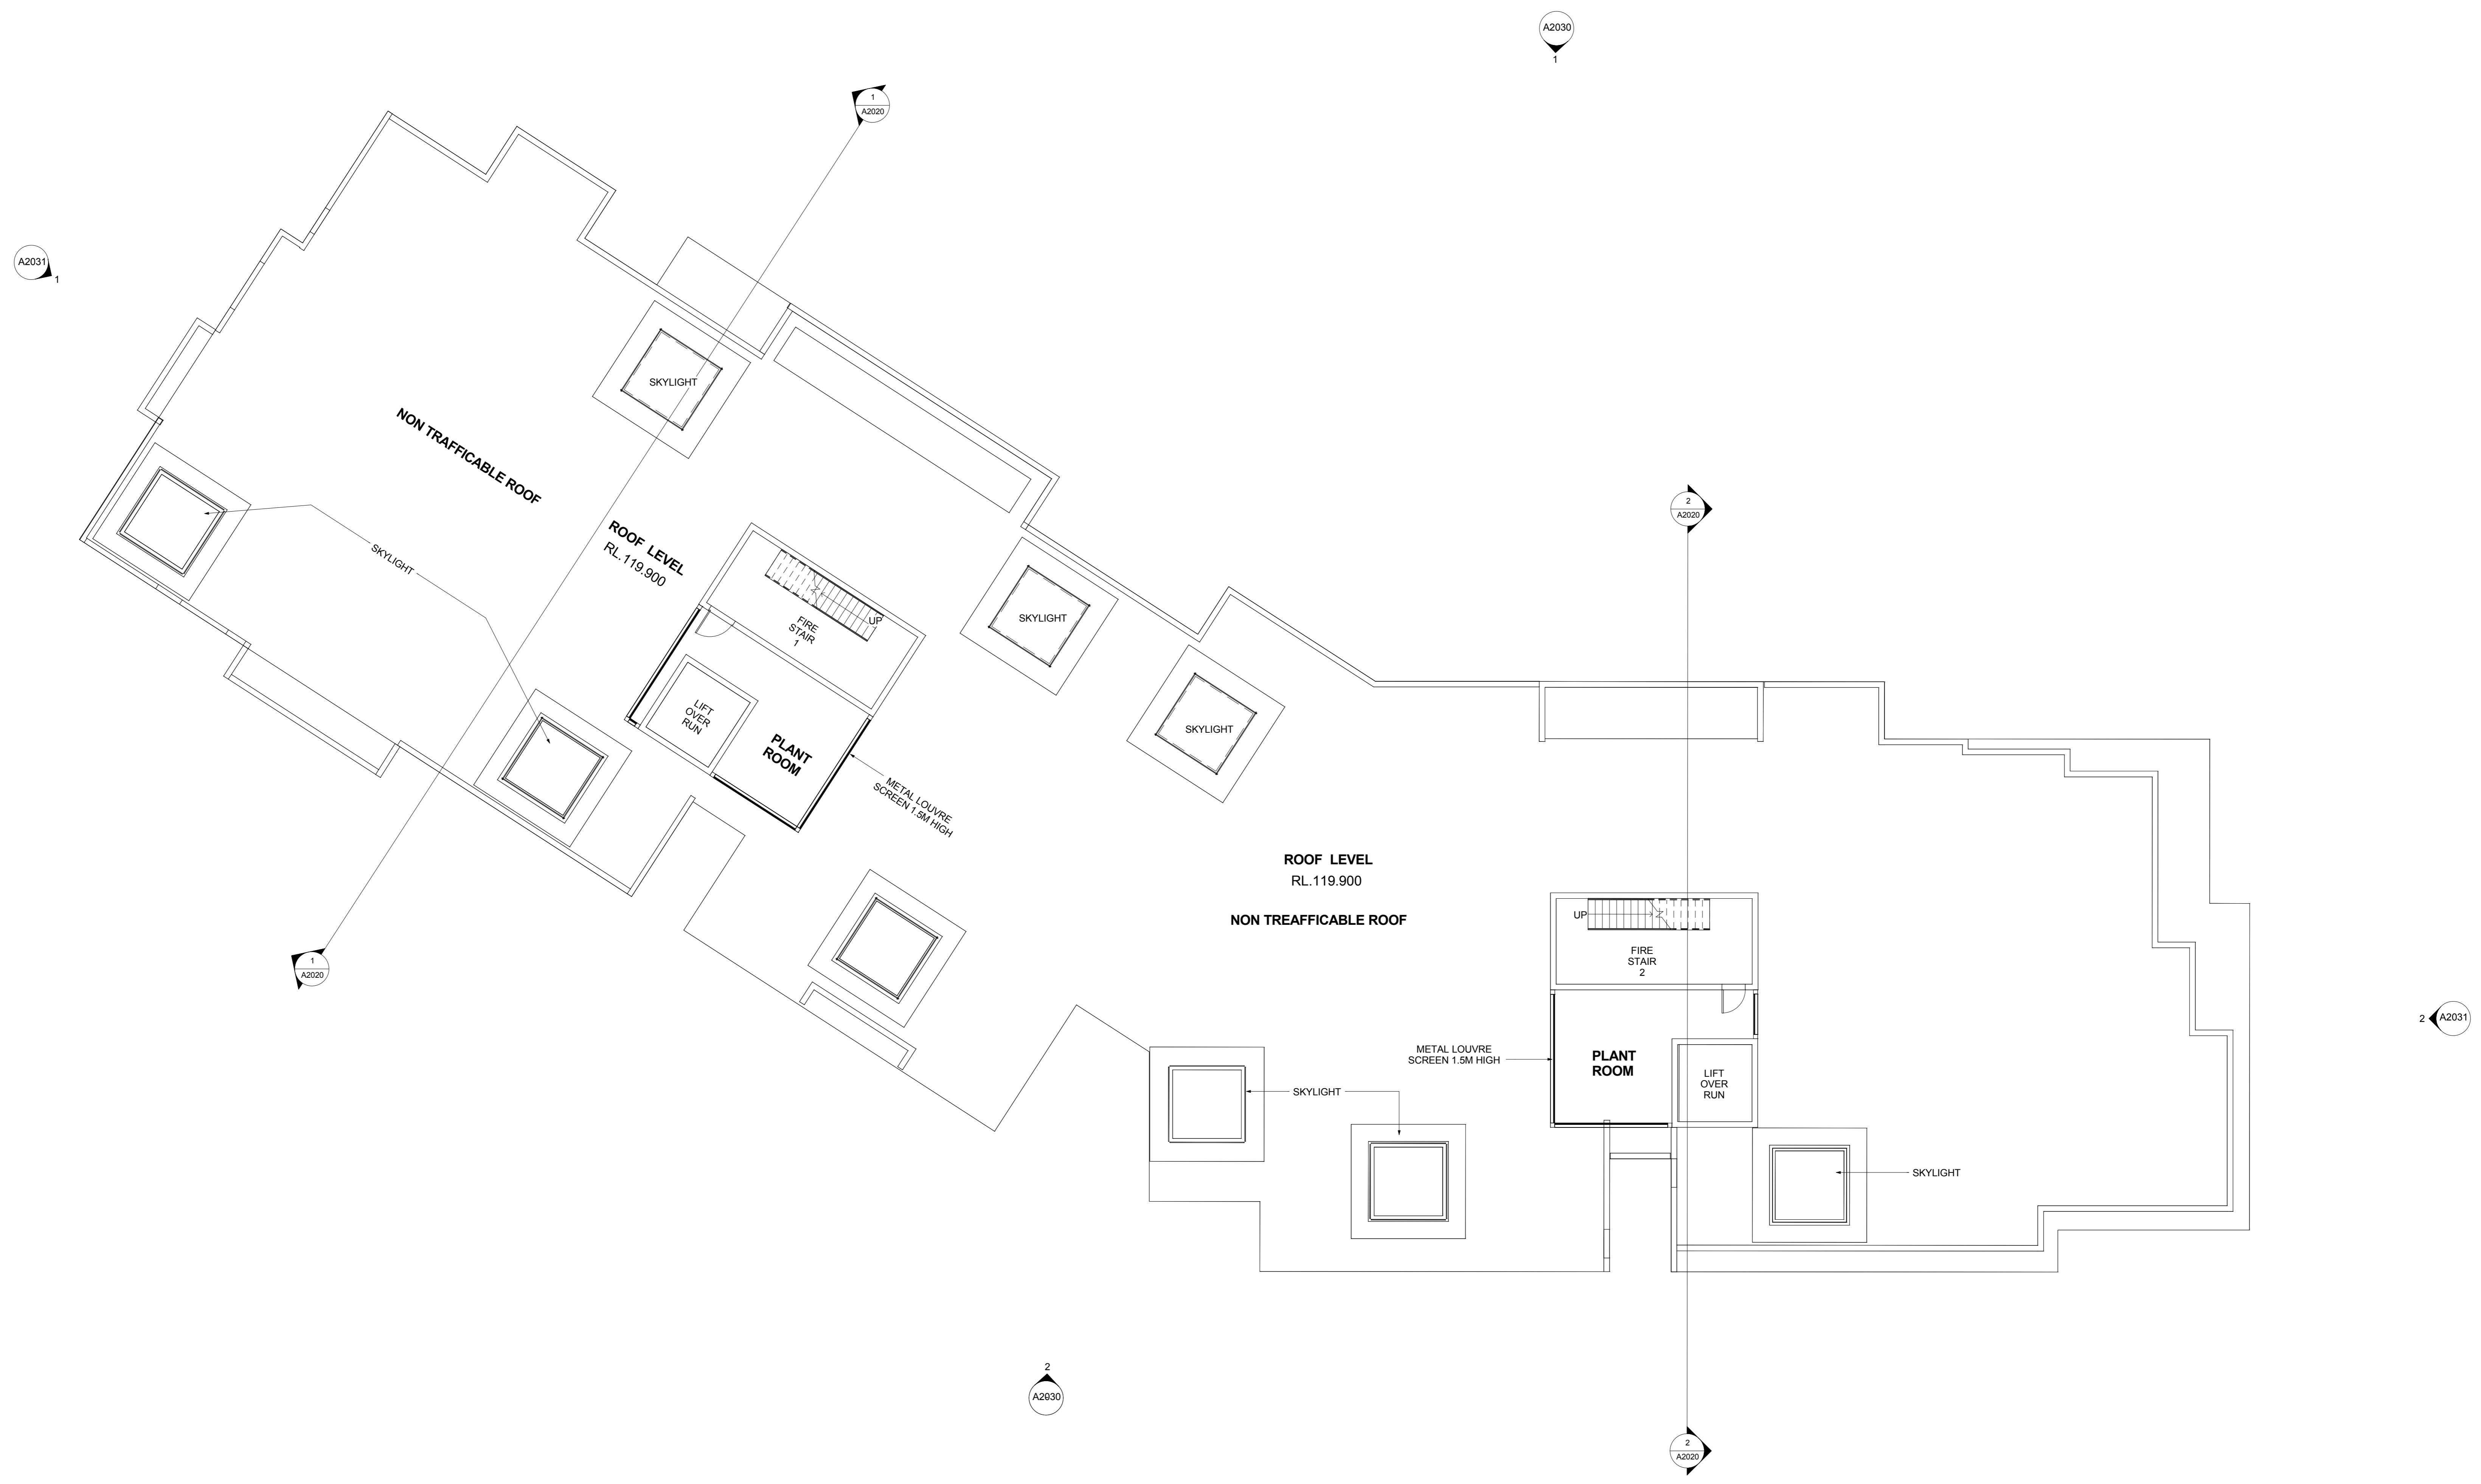 A2030
1
1
A2020
A2031
1
SKYLIGHT
NON TRAFFICABLE ROOF
ROOF LEVEL
RL.119.900
SKYLIGHT
2
A2020
UP
FIRE
STAIR
1
SKYLIGHT
LIFT
OVER
RUN
PLANT
ROOM
SKYLIGHT
METAL LOUVRE
SCREEN 1.5M HIGH
ROOF LEVEL
RL.119.900
NON TREAFFICABLE ROOF
UP
FIRE
STAIR
2
1
A2020
2
A2031
METAL LOUVRE
SCREEN 1.5M HIGH
PLANT
ROOM
LIFT
OVER
RUN
SKYLIGHT
SKYLIGHT
2
A2030
2
A2020